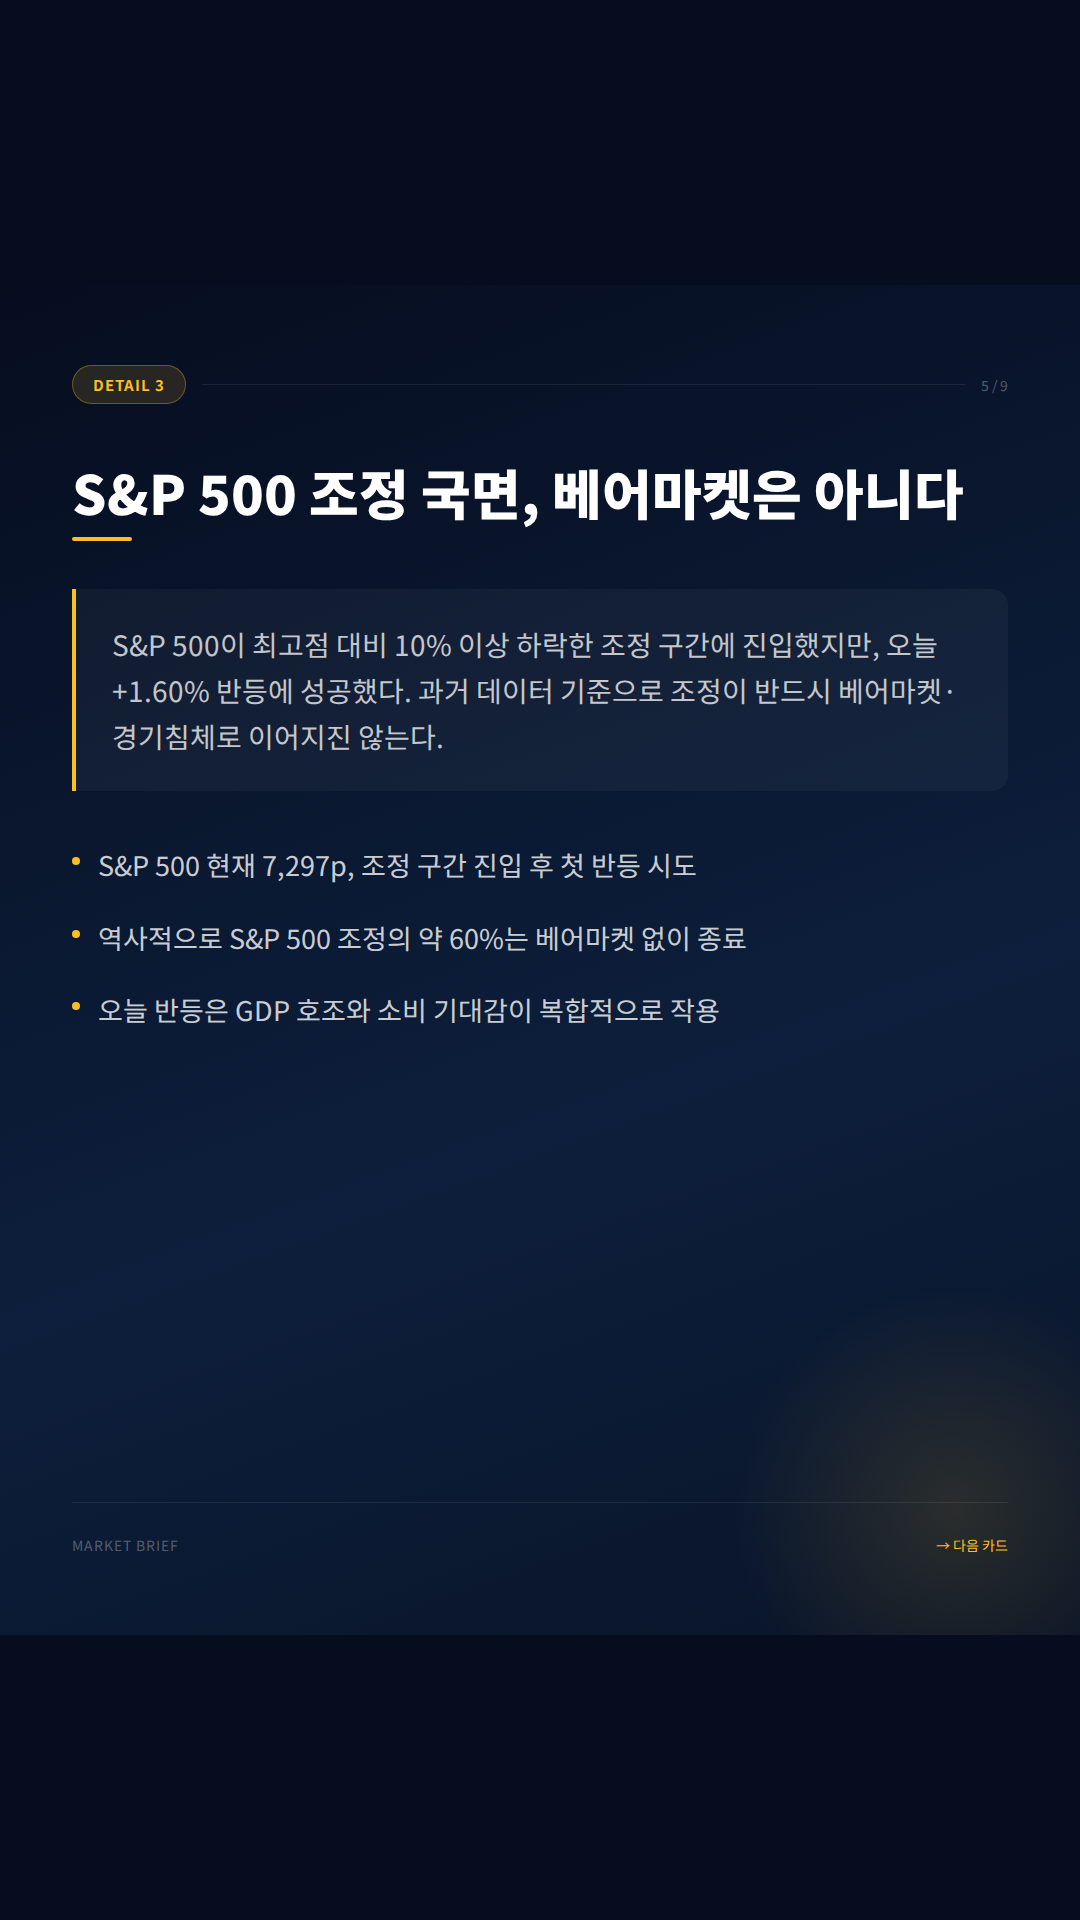 DETAIL 3
5 / 9
S&P 500 조정 국면, 베어마켓은 아니다
S&P 500이 최고점 대비 10% 이상 하락한 조정 구간에 진입했지만, 오늘
+1.60% 반등에 성공했다. 과거 데이터 기준으로 조정이 반드시 베어마켓·
경기침체로 이어지진 않는다.
S&P 500 현재 7,297p, 조정 구간 진입 후 첫 반등 시도
역사적으로 S&P 500 조정의 약 60%는 베어마켓 없이 종료
오늘 반등은 GDP 호조와 소비 기대감이 복합적으로 작용
MARKET BRIEF
→ 다음 카드